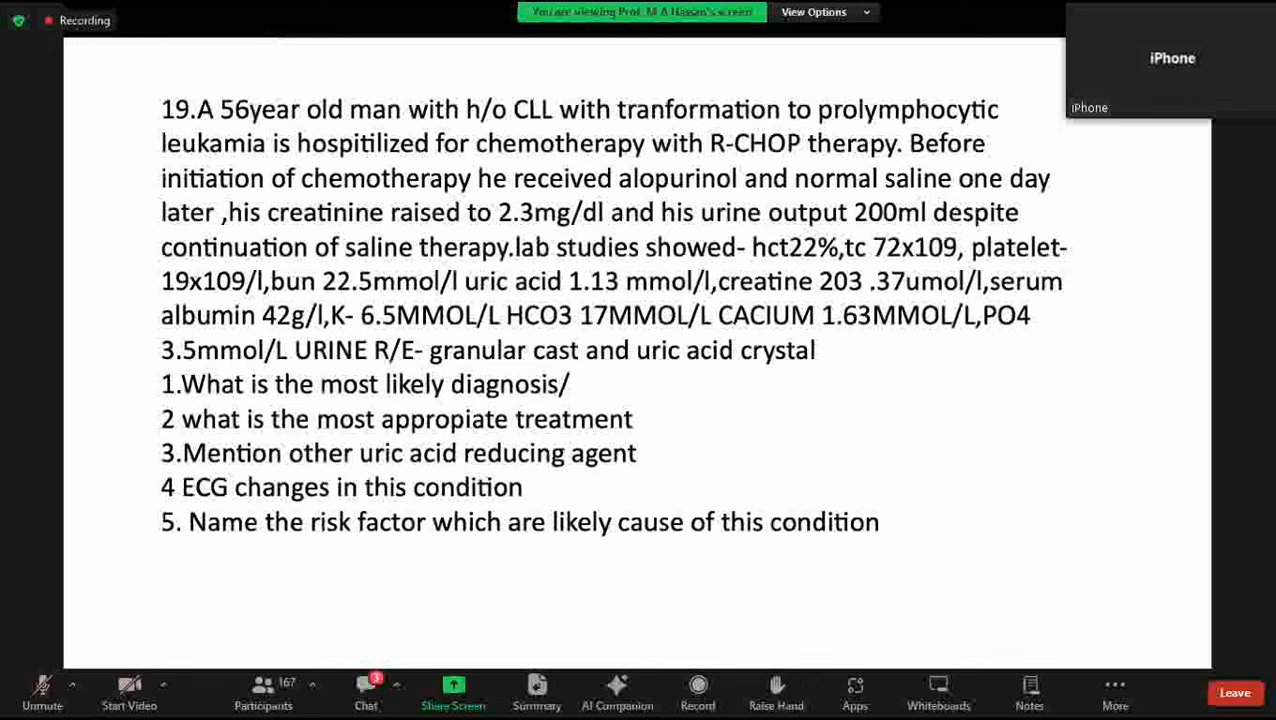 Recording
You are viewing Prof. M A Hassan's screen
View Options
iPhone
iPhone
19.A 56year old man with h/o CLL with tranformation to prolymphocytic
leukamia is hospitilized for chemotherapy with R-CHOP therapy. Before
initiation of chemotherapy he received alopurinol and normal saline one day
later ,his creatinine raised to 2.3mg/dl and his urine output 200ml despite
continuation of saline therapy.lab studies showed- hct22%,tc 72x109, platelet-
19x109/l,bun 22.5mmol/l uric acid 1.13 mmol/l,creatine 203 .37umol/l,serum
albumin 42g/l,K- 6.5MMOL/L HCO3 17MMOL/L CACIUM 1.63MMOL/L,PO4
3.5mmol/L URINE R/E- granular cast and uric acid crystal
1.What is the most likely diagnosis/
2 what is the most appropiate treatment
3.Mention other uric acid reducing agent
4 ECG changes in this condition
5. Name the risk factor which are likely cause of this condition
Unmute
Start Video
167
Participants
3
Chat
Share Screen
Summary
AI Companion
Record
Raise Hand
Apps
Whiteboards
Notes
More
Leave